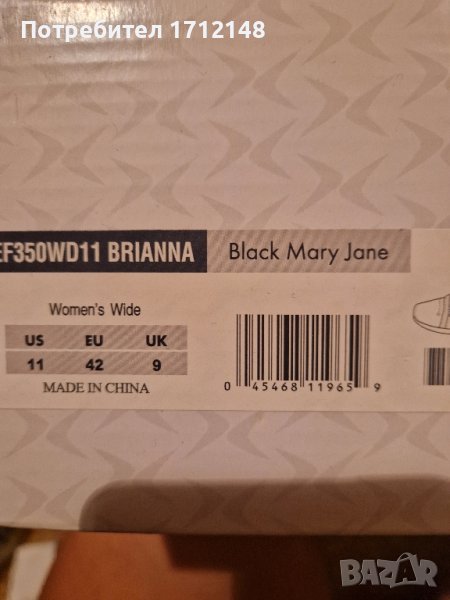 Потребител 1712148
EF350WD11 BRIANNA
Black Mary Jane
Women's Wide
US EU UK
11 42 9
MADE IN CHINA
0 45468 11965 9
BAZAR